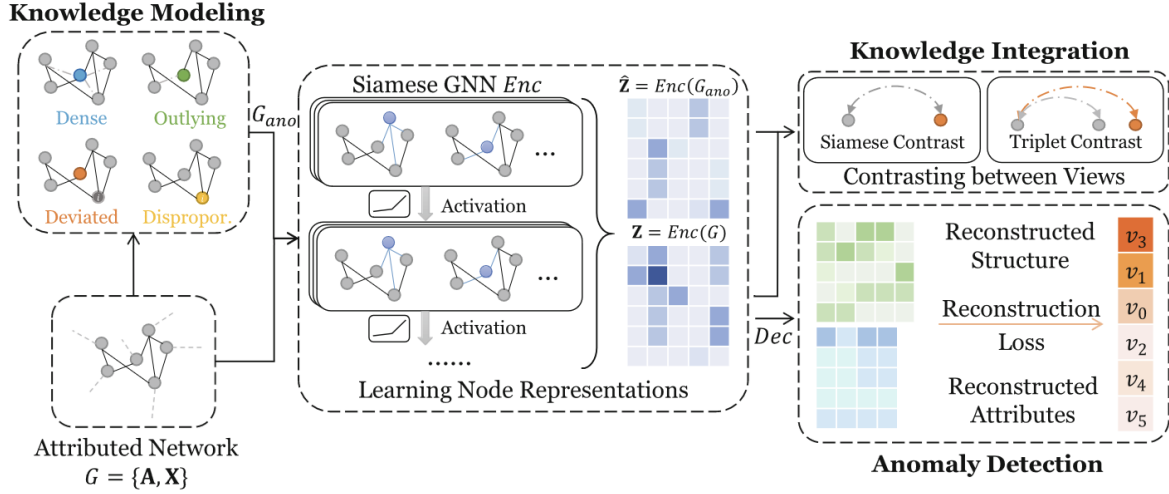 Knowledge Modeling
Dense
Outlying
Deviated
Dispropor.
G_ano
Attributed Network
G = {𝐀, 𝐗}
Siamese GNN Enc
...
Activation
...
Activation
......
Learning Node Representations
𝐙̂ = Enc(G_ano)
𝐙 = Enc(G)
Dec
Knowledge Integration
Siamese Contrast
Triplet Contrast
Contrasting between Views
Reconstructed
Structure
Reconstruction
Loss
Reconstructed
Attributes
v₃
v₁
v₀
v₂
v₄
v₅
Anomaly Detection